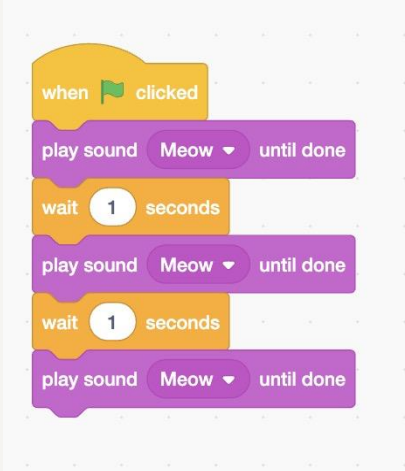 when clicked
play sound Meow until done
wait 1 seconds
play sound Meow until done
wait 1 seconds
play sound Meow until done